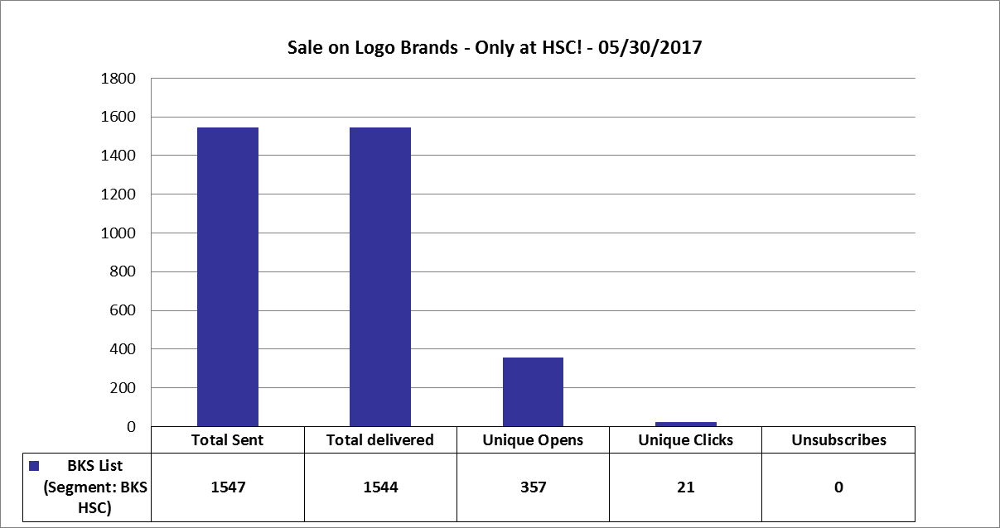 Sale on Logo Brands - Only at HSC! - 05/30/2017
1800
1600
1400
1200
1000
800
600
400
200
0
Total Sent Total delivered Unique Opens Unique Clicks Unsubscribes
BKS List
(Segment: BKS
HSC)
1547 1544 357 21 0